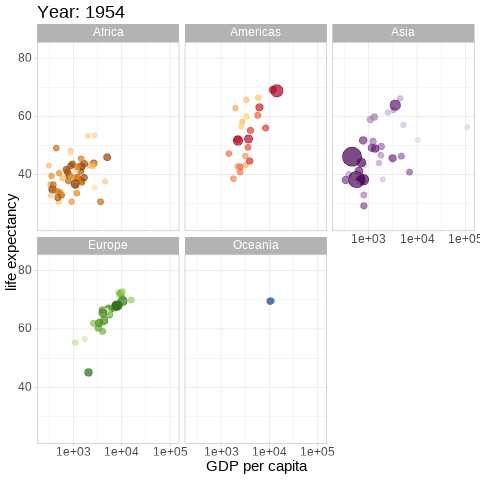 Year: 1954
Africa
Americas
Asia
80
60
40
1e+03 1e+04 1e+05
life expectancy
Europe
Oceania
80
60
40
1e+03 1e+04 1e+05
1e+03 1e+04 1e+05
GDP per capita